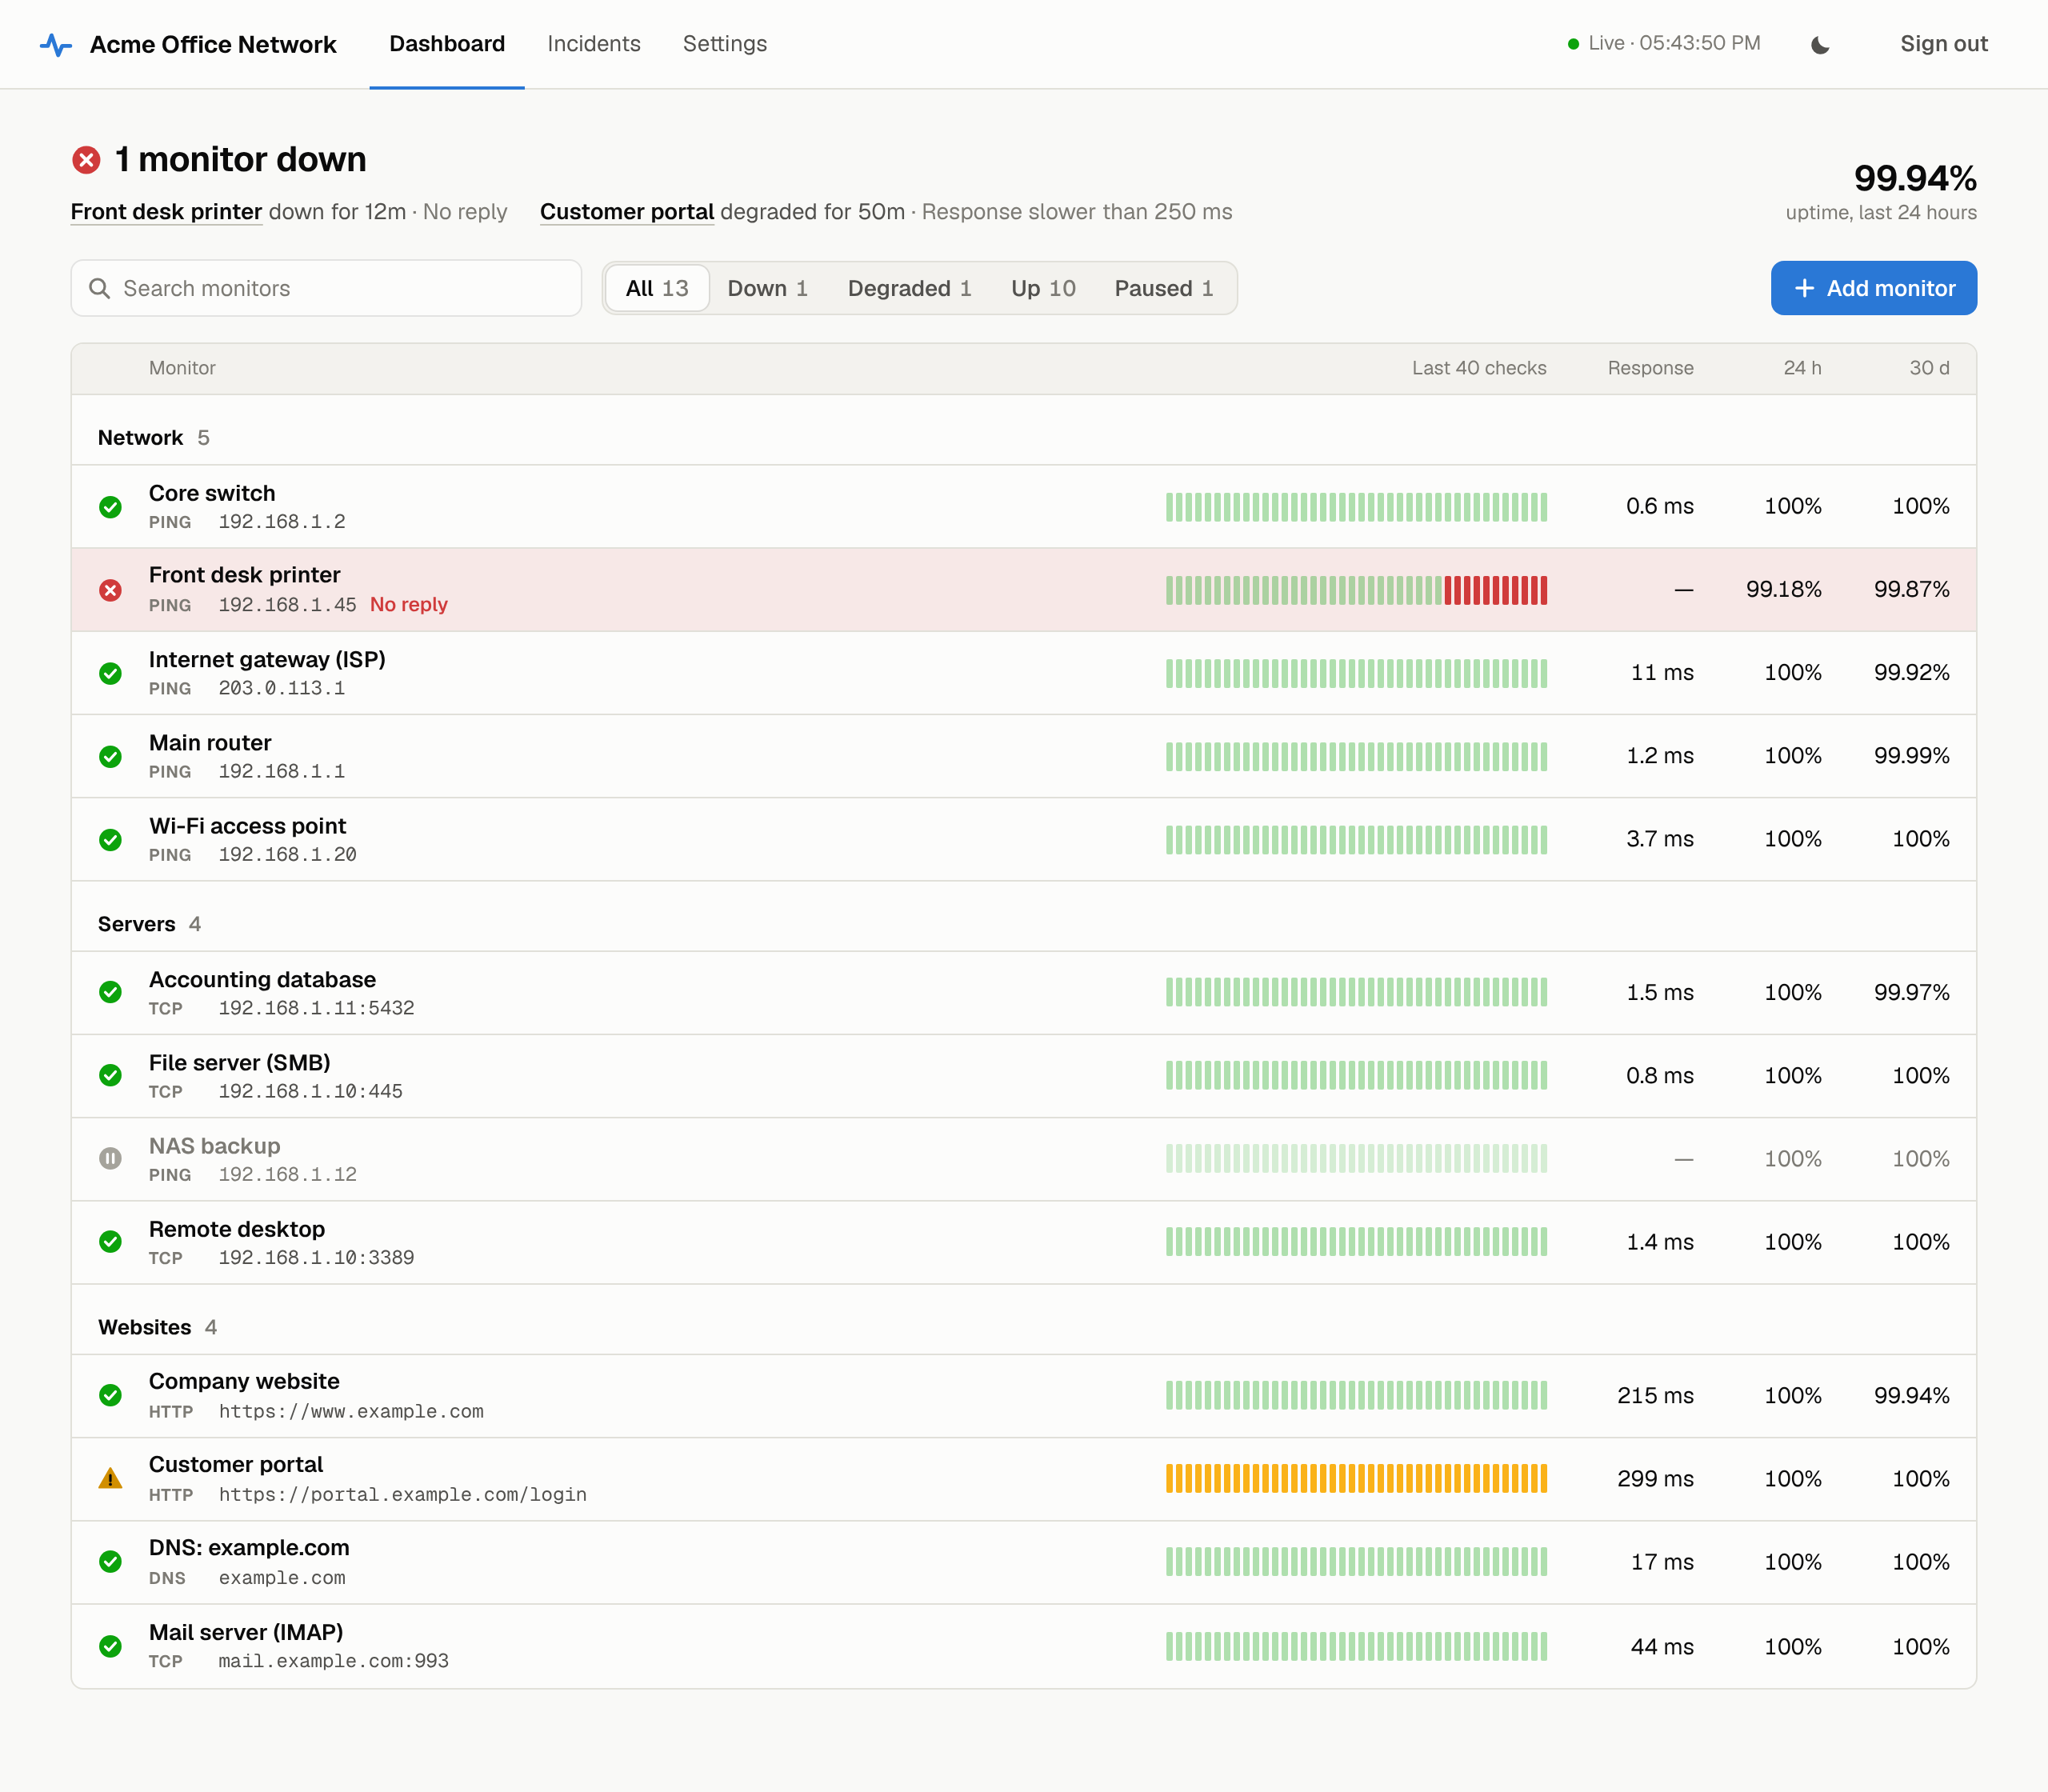 Acme Office Network Dashboard Incidents Settings Live · 05:43:50 PM Sign out
1 monitor down
99.94%
Front desk printer down for 12m · No reply Customer portal degraded for 50m · Response slower than 250 ms
uptime, last 24 hours
Search monitors All 13 Down 1 Degraded 1 Up 10 Paused 1 + Add monitor
Monitor Last 40 checks Response 24 h 30 d
Network 5
Core switch
PING 192.168.1.2
0.6 ms 100% 100%
Front desk printer
PING 192.168.1.45 No reply
— 99.18% 99.87%
Internet gateway (ISP)
PING 203.0.113.1
11 ms 100% 99.92%
Main router
PING 192.168.1.1
1.2 ms 100% 99.99%
Wi-Fi access point
PING 192.168.1.20
3.7 ms 100% 100%
Servers 4
Accounting database
TCP 192.168.1.11:5432
1.5 ms 100% 99.97%
File server (SMB)
TCP 192.168.1.10:445
0.8 ms 100% 100%
NAS backup
PING 192.168.1.12
— 100% 100%
Remote desktop
TCP 192.168.1.10:3389
1.4 ms 100% 100%
Websites 4
Company website
HTTP https://www.example.com
215 ms 100% 99.94%
Customer portal
HTTP https://portal.example.com/login
299 ms 100% 100%
DNS: example.com
DNS example.com
17 ms 100% 100%
Mail server (IMAP)
TCP mail.example.com:993
44 ms 100% 100%